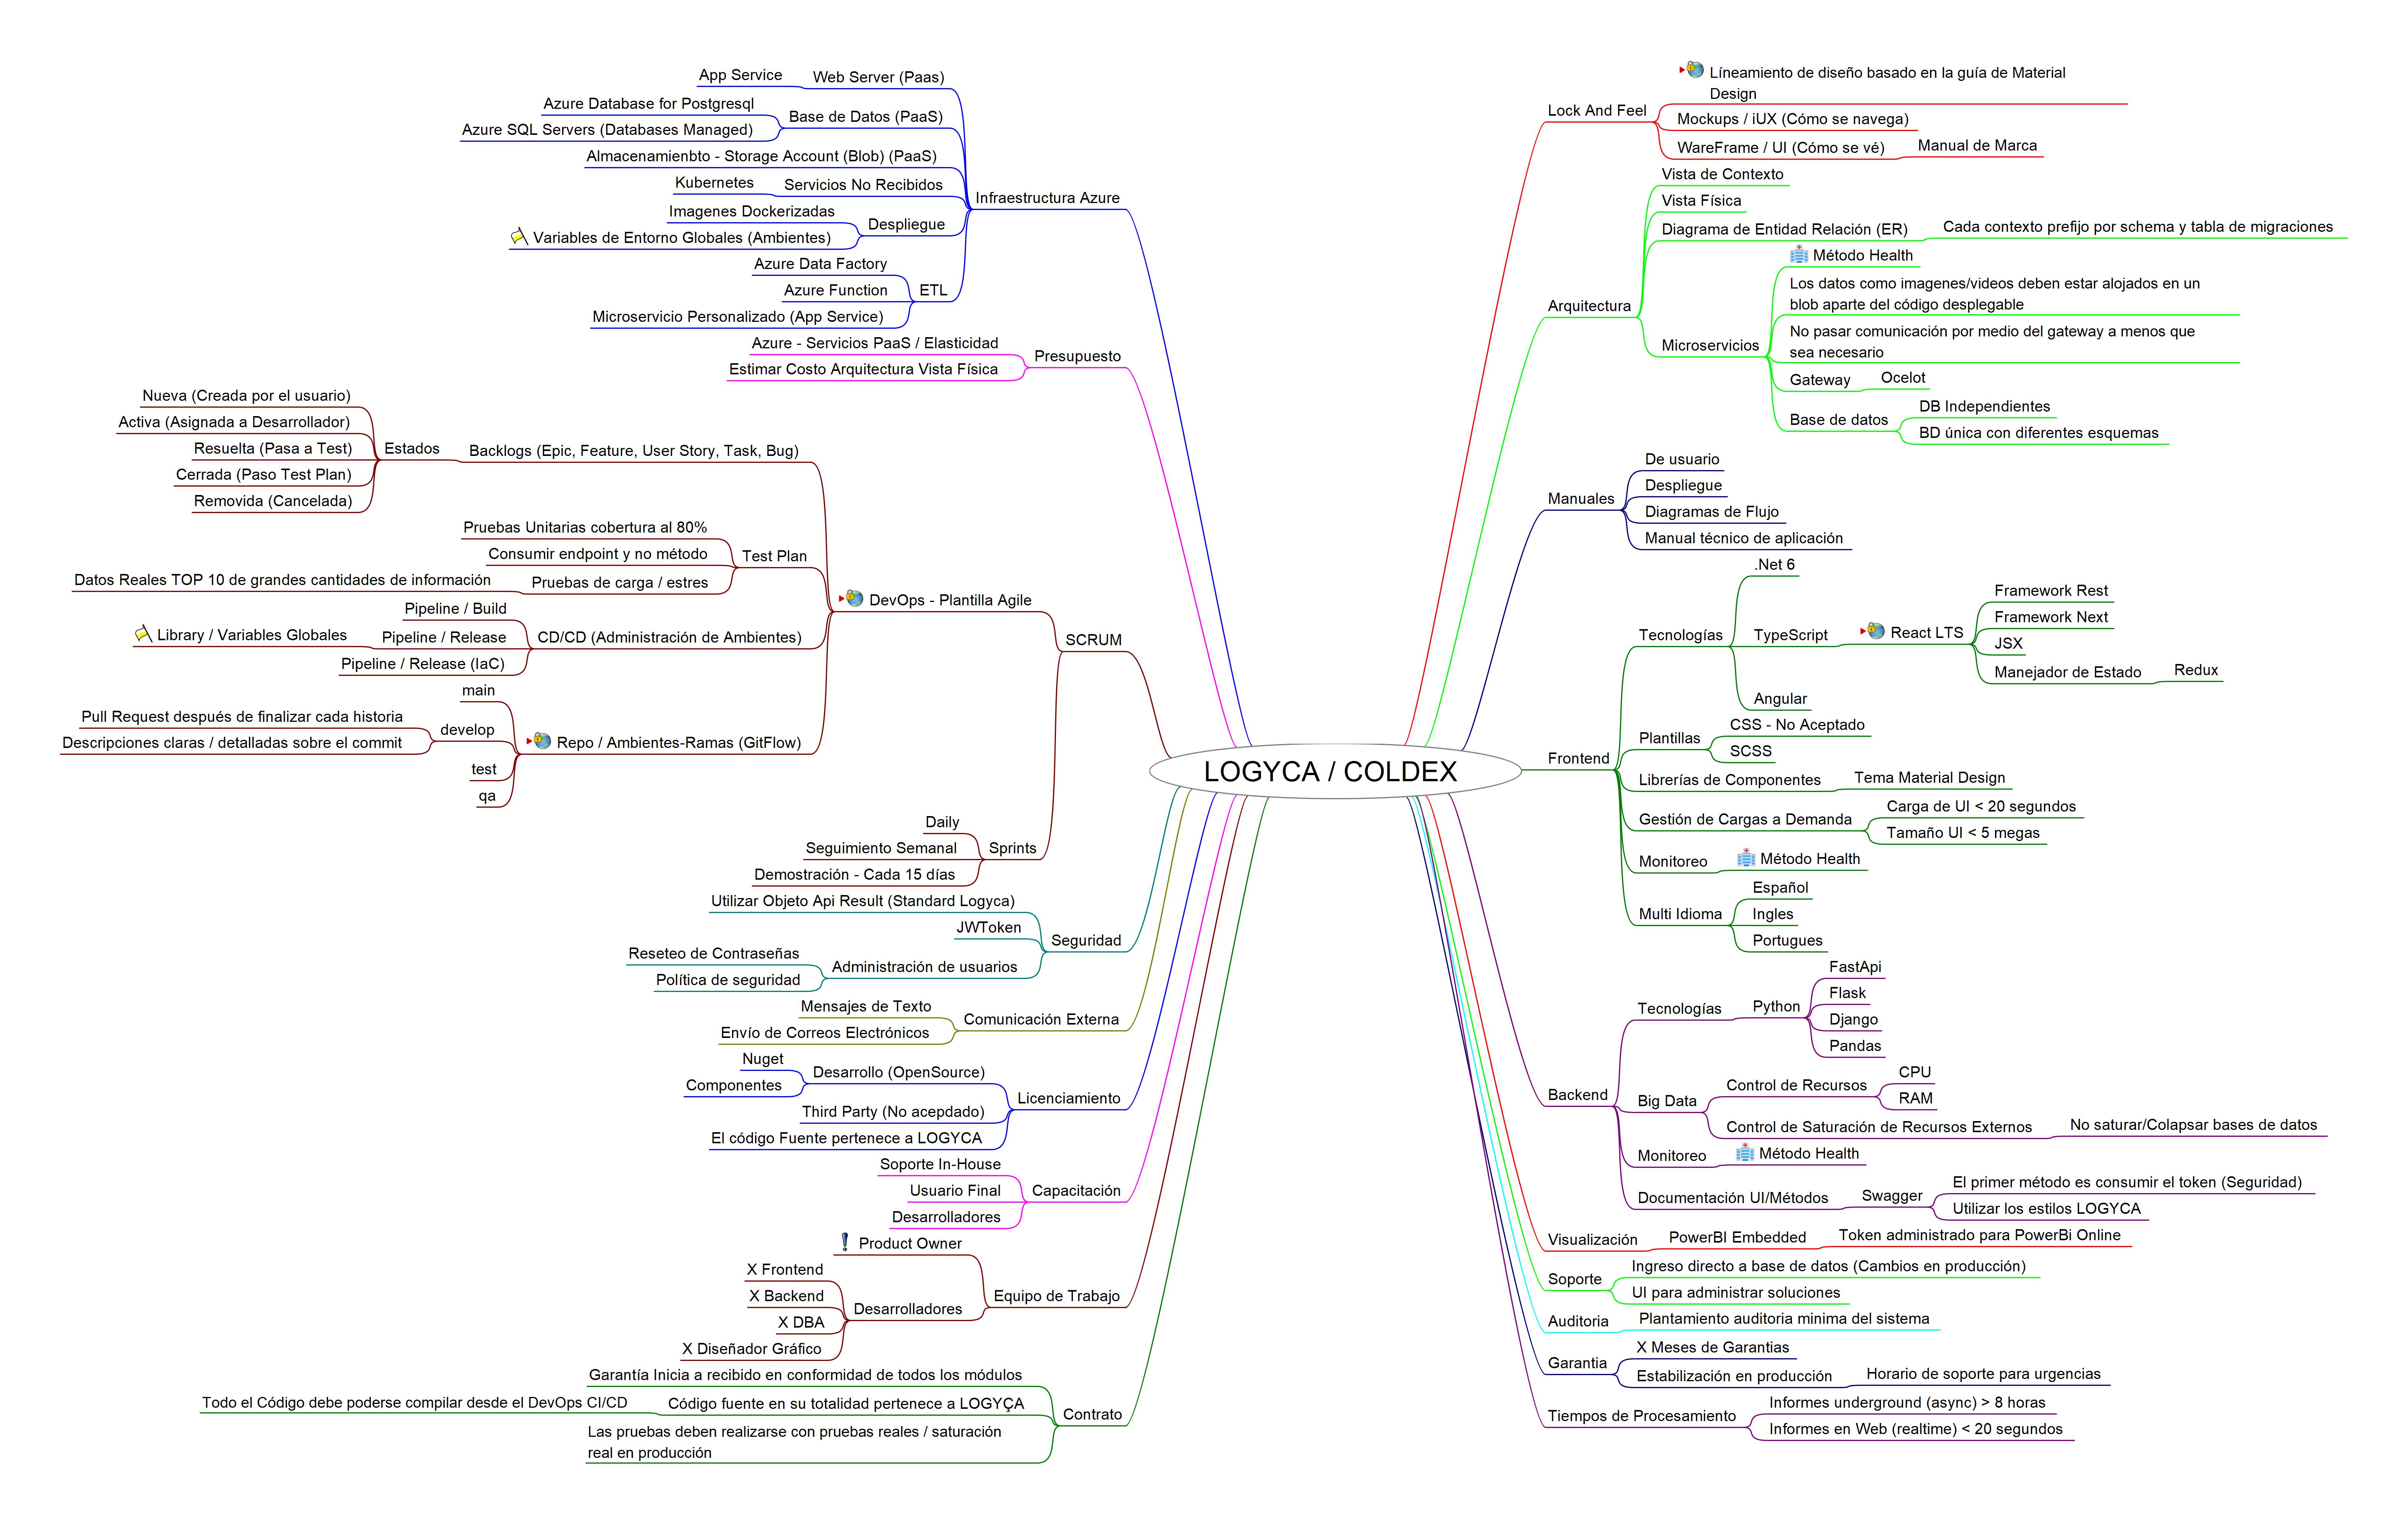 LOGYCA / COLDEX
Infraestructura Azure
Web Server (Paas)
App Service
Base de Datos (PaaS)
Azure Database for Postgresql
Azure SQL Servers (Databases Managed)
Almacenamienbto - Storage Account (Blob) (PaaS)
Servicios No Recibidos
Kubernetes
Despliegue
Imagenes Dockerizadas
Variables de Entorno Globales (Ambientes)
ETL
Azure Data Factory
Azure Function
Microservicio Personalizado (App Service)
Presupuesto
Azure - Servicios PaaS / Elasticidad
Estimar Costo Arquitectura Vista Física
SCRUM
DevOps - Plantilla Agile
Backlogs (Epic, Feature, User Story, Task, Bug)
Estados
Nueva (Creada por el usuario)
Activa (Asignada a Desarrollador)
Resuelta (Pasa a Test)
Cerrada (Paso Test Plan)
Removida (Cancelada)
Test Plan
Pruebas Unitarias cobertura al 80%
Consumir endpoint y no método
Pruebas de carga / estres
Datos Reales TOP 10 de grandes cantidades de información
CD/CD (Administración de Ambientes)
Pipeline / Build
Pipeline / Release
Library / Variables Globales
Pipeline / Release (IaC)
Repo / Ambientes-Ramas (GitFlow)
main
develop
Pull Request después de finalizar cada historia
Descripciones claras / detalladas sobre el commit
test
qa
Sprints
Daily
Seguimiento Semanal
Demostración - Cada 15 días
Seguridad
Utilizar Objeto Api Result (Standard Logyca)
JWToken
Administración de usuarios
Reseteo de Contraseñas
Política de seguridad
Comunicación Externa
Mensajes de Texto
Envío de Correos Electrónicos
Licenciamiento
Desarrollo (OpenSource)
Nuget
Componentes
Third Party (No acepdado)
El código Fuente pertenece a LOGYCA
Capacitación
Soporte In-House
Usuario Final
Desarrolladores
Equipo de Trabajo
Product Owner
Desarrolladores
X Frontend
X Backend
X DBA
X Diseñador Gráfico
Contrato
Garantía Inicia a recibido en conformidad de todos los módulos
Código fuente en su totalidad pertenece a LOGYÇA
Todo el Código debe poderse compilar desde el DevOps CI/CD
Las pruebas deben realizarse con pruebas reales / saturación
real en producción
Lock And Feel
Líneamiento de diseño basado en la guía de Material
Design
Mockups / iUX (Cómo se navega)
WareFrame / UI (Cómo se vé)
Manual de Marca
Arquitectura
Vista de Contexto
Vista Física
Diagrama de Entidad Relación (ER)
Cada contexto prefijo por schema y tabla de migraciones
Microservicios
Método Health
Los datos como imagenes/videos deben estar alojados en un
blob aparte del código desplegable
No pasar comunicación por medio del gateway a menos que
sea necesario
Gateway
Ocelot
Base de datos
DB Independientes
BD única con diferentes esquemas
Manuales
De usuario
Despliegue
Diagramas de Flujo
Manual técnico de aplicación
Frontend
Tecnologías
.Net 6
TypeScript
React LTS
Framework Rest
Framework Next
JSX
Manejador de Estado
Redux
Angular
Plantillas
CSS - No Aceptado
SCSS
Librerías de Componentes
Tema Material Design
Gestión de Cargas a Demanda
Carga de UI < 20 segundos
Tamaño UI < 5 megas
Monitoreo
Método Health
Multi Idioma
Español
Ingles
Portugues
Backend
Tecnologías
Python
FastApi
Flask
Django
Pandas
Big Data
Control de Recursos
CPU
RAM
Control de Saturación de Recursos Externos
No saturar/Colapsar bases de datos
Monitoreo
Método Health
Documentación UI/Métodos
Swagger
El primer método es consumir el token (Seguridad)
Utilizar los estilos LOGYCA
Visualización
PowerBI Embedded
Token administrado para PowerBi Online
Soporte
Ingreso directo a base de datos (Cambios en producción)
UI para administrar soluciones
Auditoria
Plantamiento auditoria minima del sistema
Garantia
X Meses de Garantias
Estabilización en producción
Horario de soporte para urgencias
Tiempos de Procesamiento
Informes underground (async) > 8 horas
Informes en Web (realtime) < 20 segundos